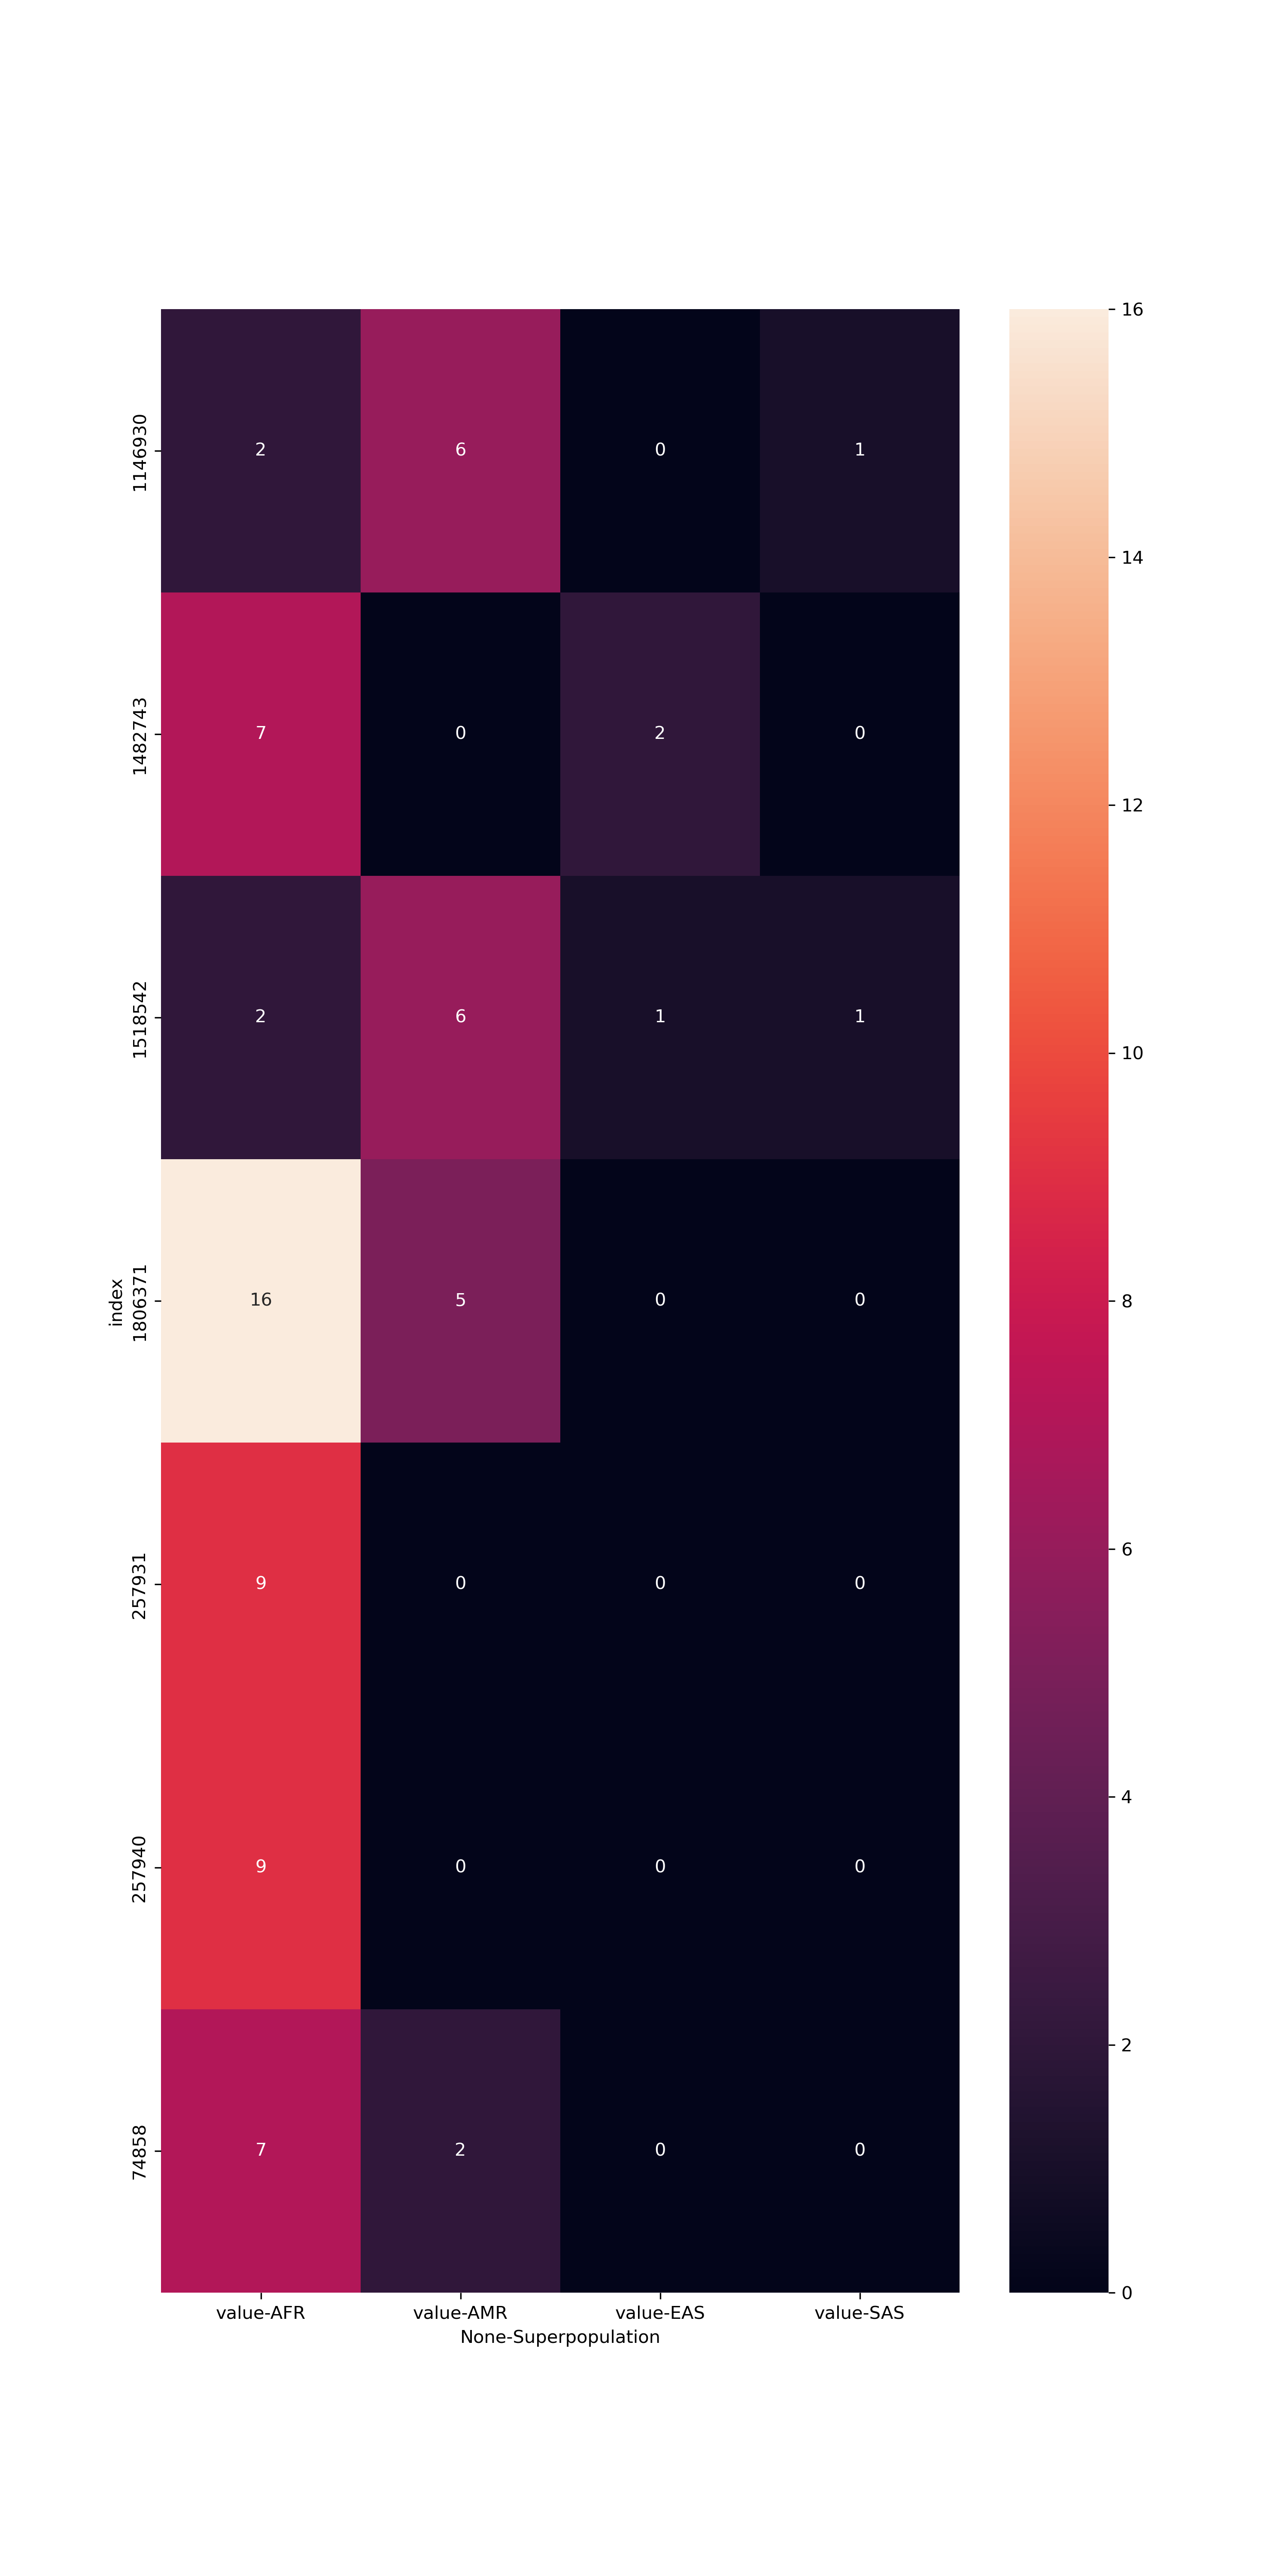 16
1146930 2 6 0 1
14
1482743 7 0 2 0
12
1518542 2 6 1 1
10
index 1806371 16 5 0 0
8
6
257931 9 0 0 0
4
257940 9 0 0 0
2
74858 7 2 0 0
0
value-AFR value-AMR value-EAS value-SAS
None-Superpopulation